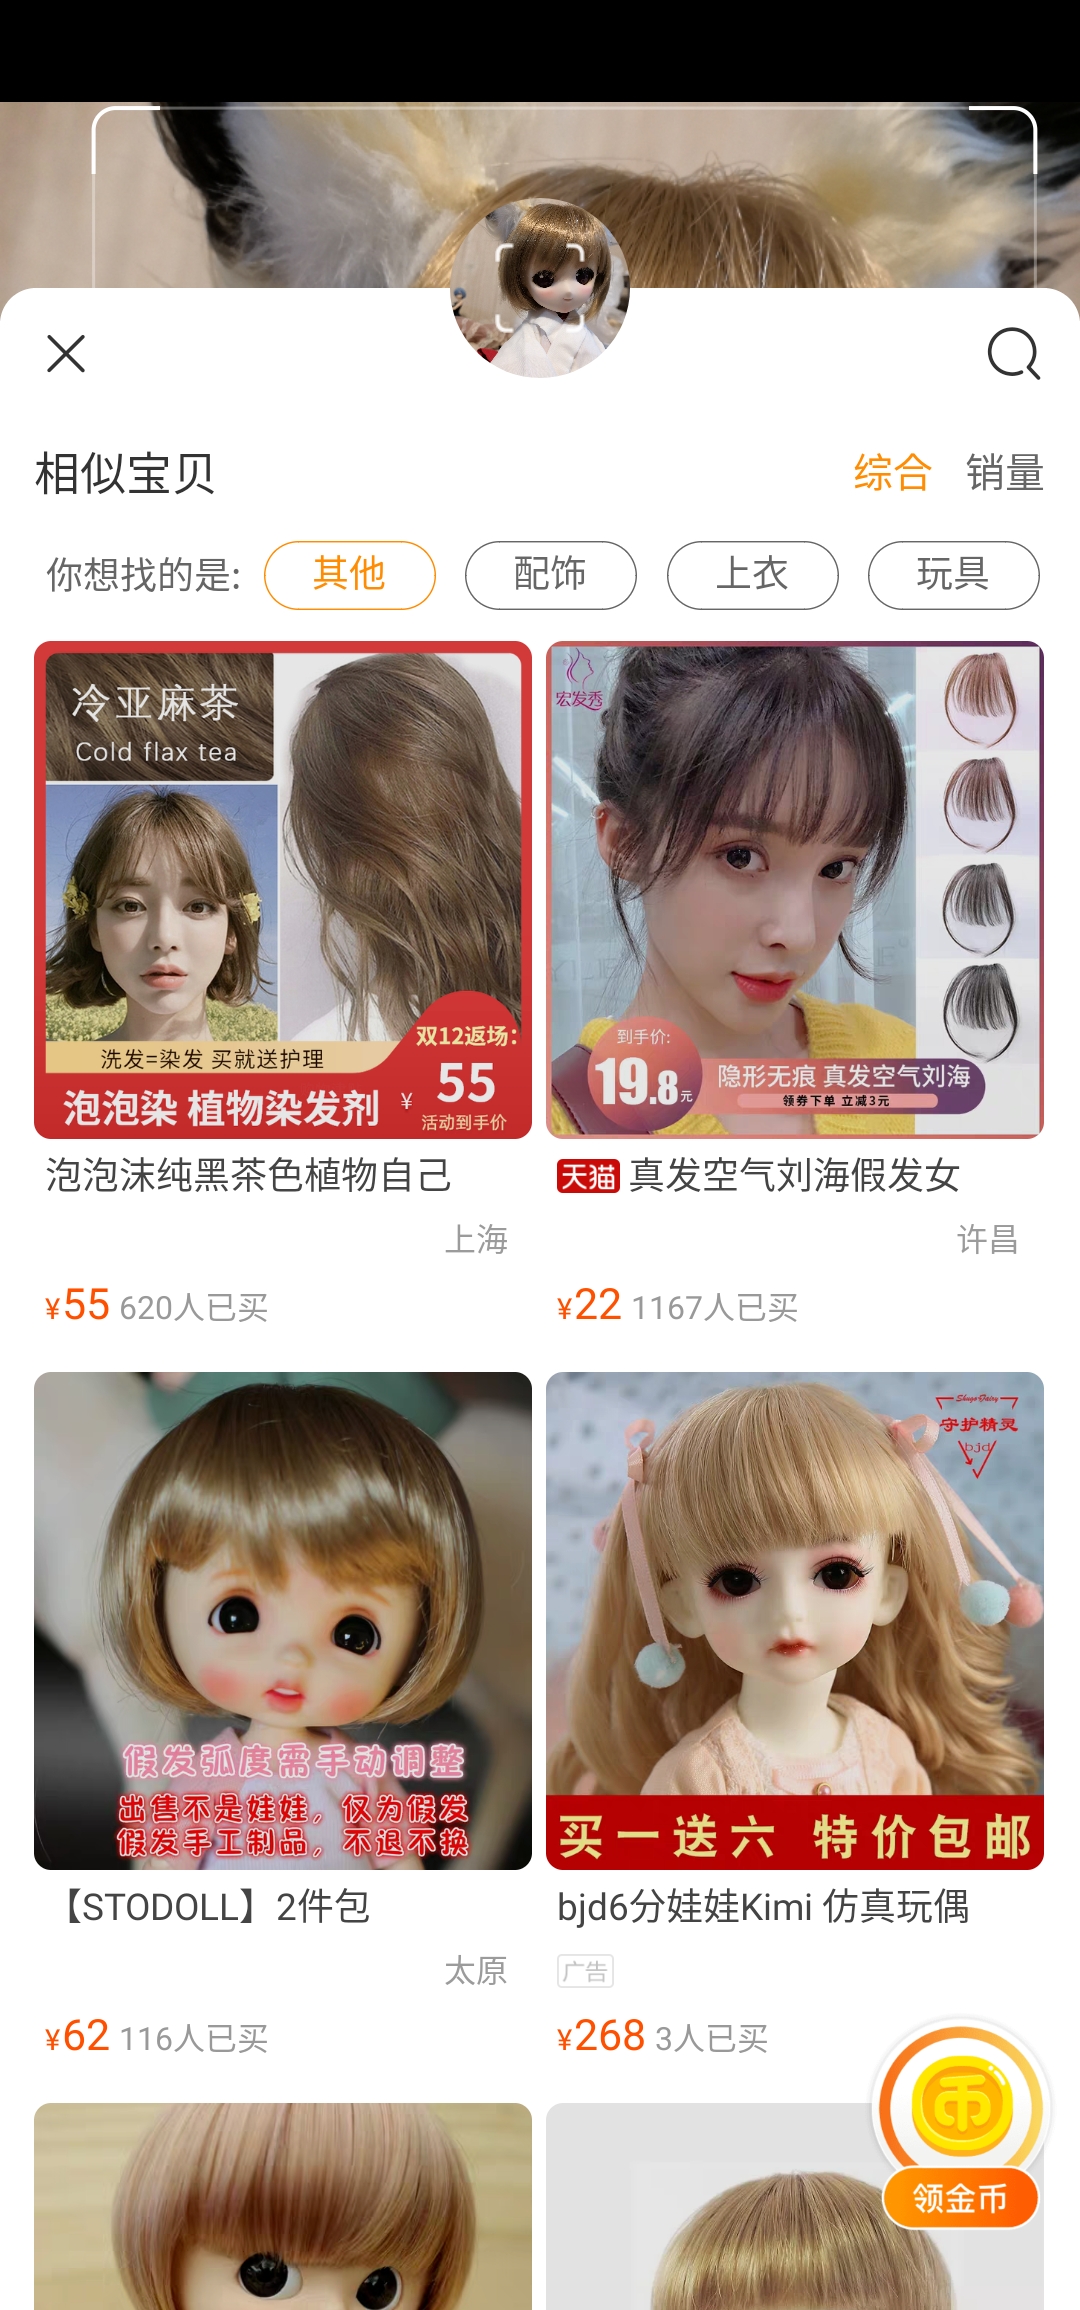 相似宝贝
综合 销量
你想找的是: 其他 配饰 上衣 玩具
冷亚麻茶
Cold flax tea
洗发=染发 买就送护理
泡泡染 植物染发剂
双12返场:
¥ 55
活动到手价
泡泡沫纯黑茶色植物自己
上海
¥55 620人已买
宏发秀
到手价:
19.8元
隐形无痕 真发空气刘海
领券下单 立减3元
天猫 真发空气刘海假发女
许昌
¥22 1167人已买
假发弧度需手动调整
出售不是娃娃，仅为假发
假发手工制品，不退不换
【STODOLL】2件包
太原
¥62 116人已买
守护精灵
bjd
买一送六 特价包邮
bjd6分娃娃Kimi 仿真玩偶
广告
¥268 3人已买
币
领金币